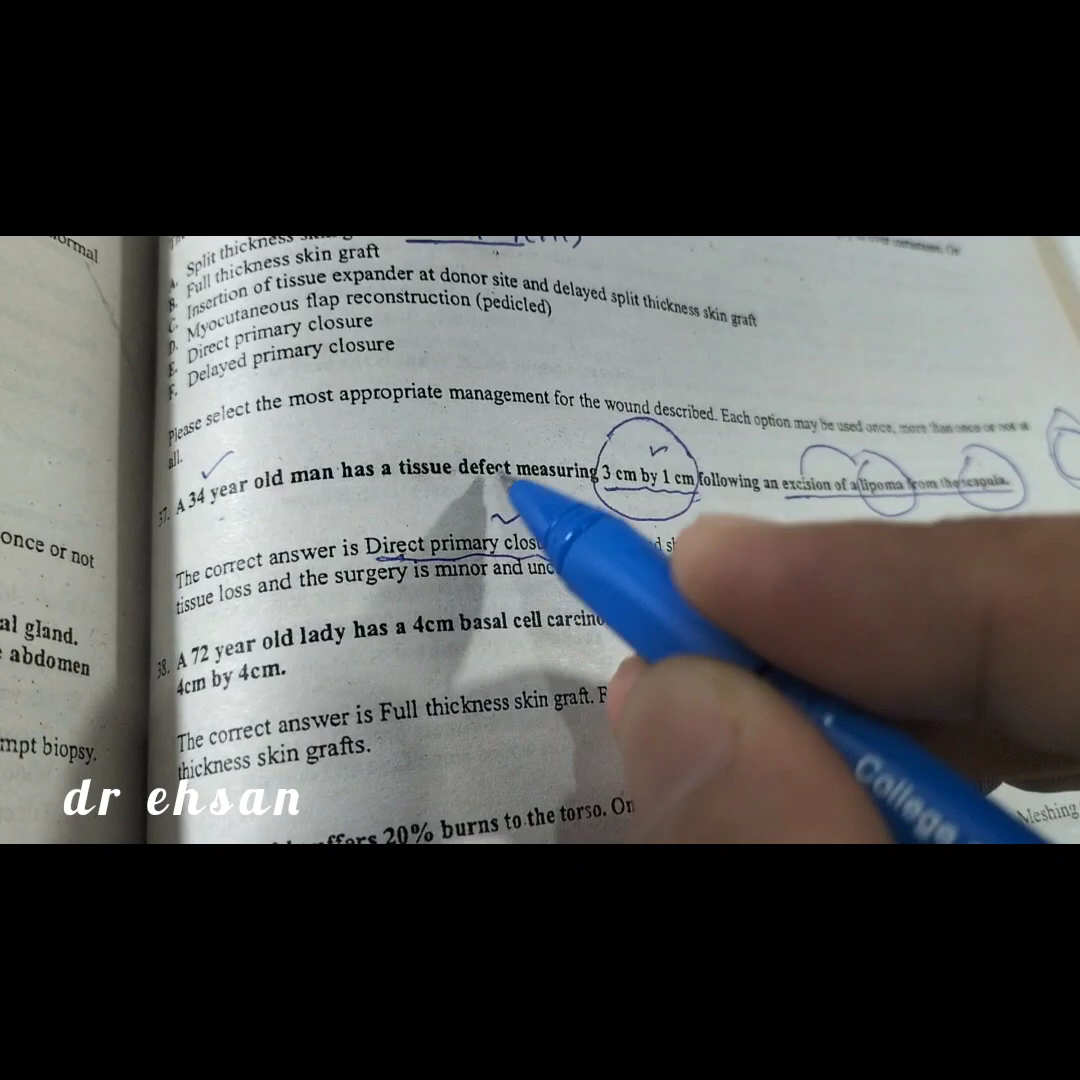 ormal
once or not
al gland.
abdomen
mpt biopsy.
A. Split thickness
B. Full thickness skin graft
C. Insertion of tissue expander at donor site and delayed split thickness skin graft
D. Myocutaneous flap reconstruction (pedicled)
E. Direct primary closure
F. Delayed primary closure
Please select the most appropriate management for the wound described. Each option may be used once, more than once or not at
all.
37. A 34 year old man has a tissue defect measuring 3 cm by 1 cm following an excision of a lipoma from the scapula.
The correct answer is Direct primary clos
tissue loss and the surgery is minor and unc
38. A 72 year old lady has a 4cm basal cell carcino
4cm by 4cm.
The correct answer is Full thickness skin graft. F
thickness skin grafts.
ffers 20% burns to the torso. On
Meshing
College
dr ehsan